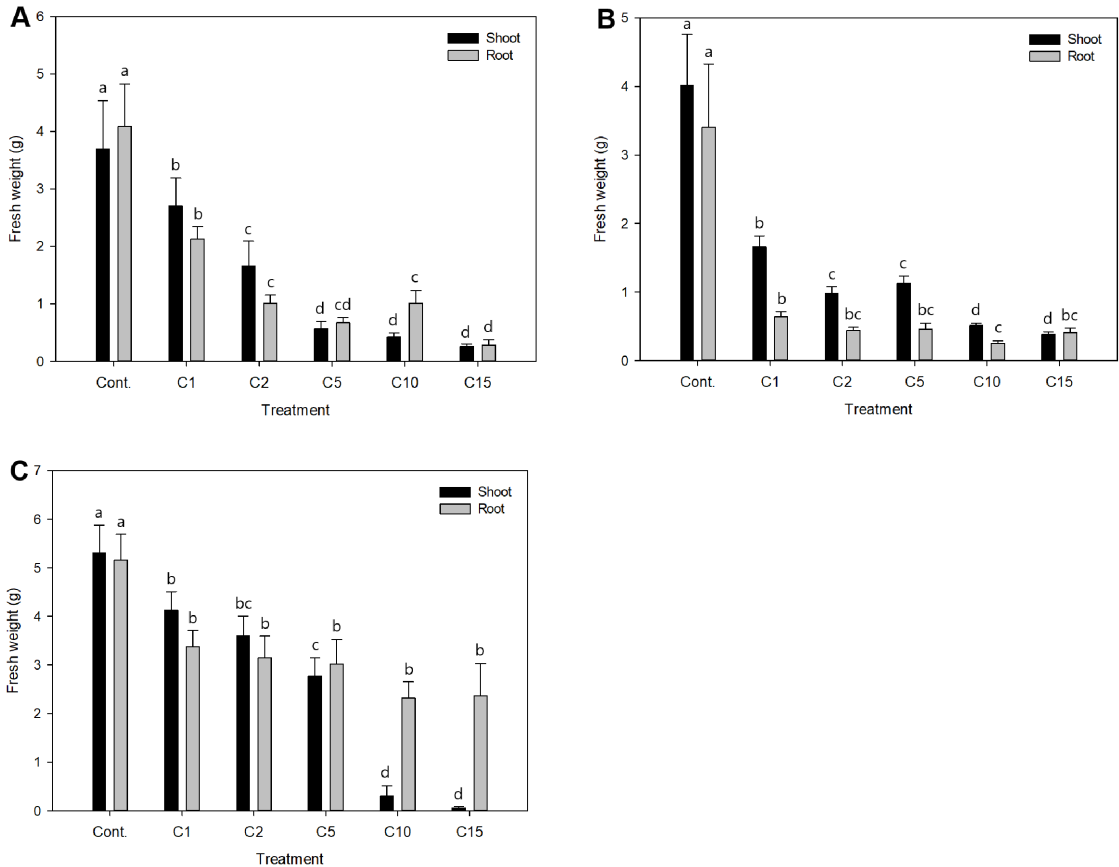 A
6
5
4
3
2
1
0
Fresh weight (g)
Shoot
Root
a a
b b
c c
d cd
d c
d d
Cont. C1 C2 C5 C10 C15
Treatment
B
5
4
3
2
1
0
Fresh weight (g)
Shoot
Root
a a
b b
c bc
c bc
d c
d bc
Cont. C1 C2 C5 C10 C15
Treatment
C
7
6
5
4
3
2
1
0
Fresh weight (g)
Shoot
Root
a a
b b
bc b
c b
d b
d b
Cont. C1 C2 C5 C10 C15
Treatment